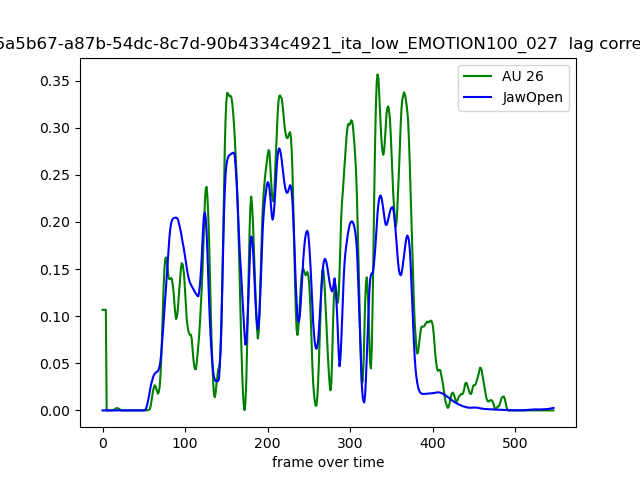 6a5b67-a87b-54dc-8c7d-90b4334c4921_ita_low_EMOTION100_027 lag corre
AU 26
JawOpen
0.35
0.30
0.25
0.20
0.15
0.10
0.05
0.00
0 100 200 300 400 500
frame over time